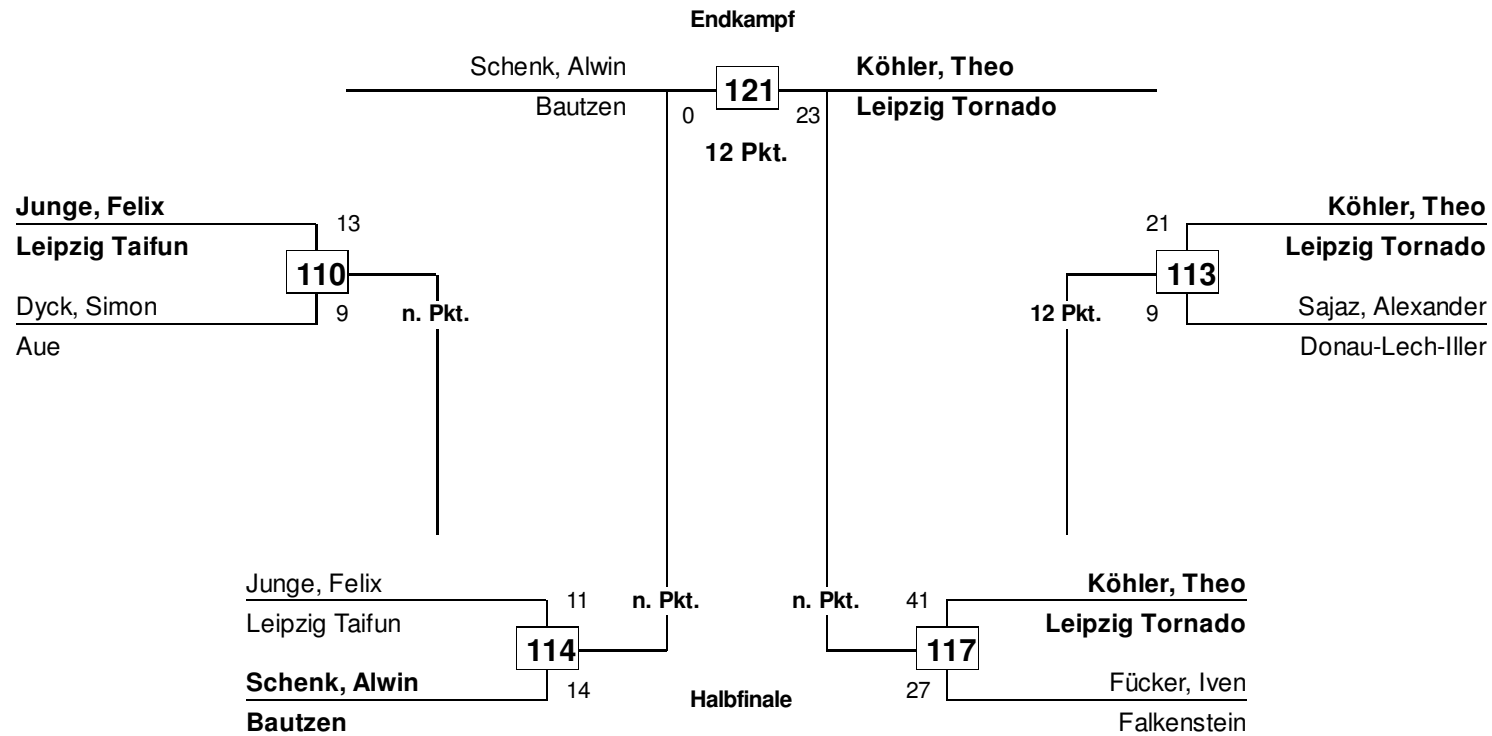 Endkampf
Schenk, Alwin
Bautzen
0
121
23
12 Pkt.
Köhler, Theo
Leipzig Tornado
Junge, Felix
Leipzig Taifun
13
110
Dyck, Simon
Aue
9
n. Pkt.
21
113
Köhler, Theo
Leipzig Tornado
12 Pkt.
9
Sajaz, Alexander
Donau-Lech-Iller
Junge, Felix
Leipzig Taifun
11
n. Pkt.
114
Schenk, Alwin
Bautzen
14
Halbfinale
n. Pkt.
41
117
Köhler, Theo
Leipzig Tornado
27
Fücker, Iven
Falkenstein